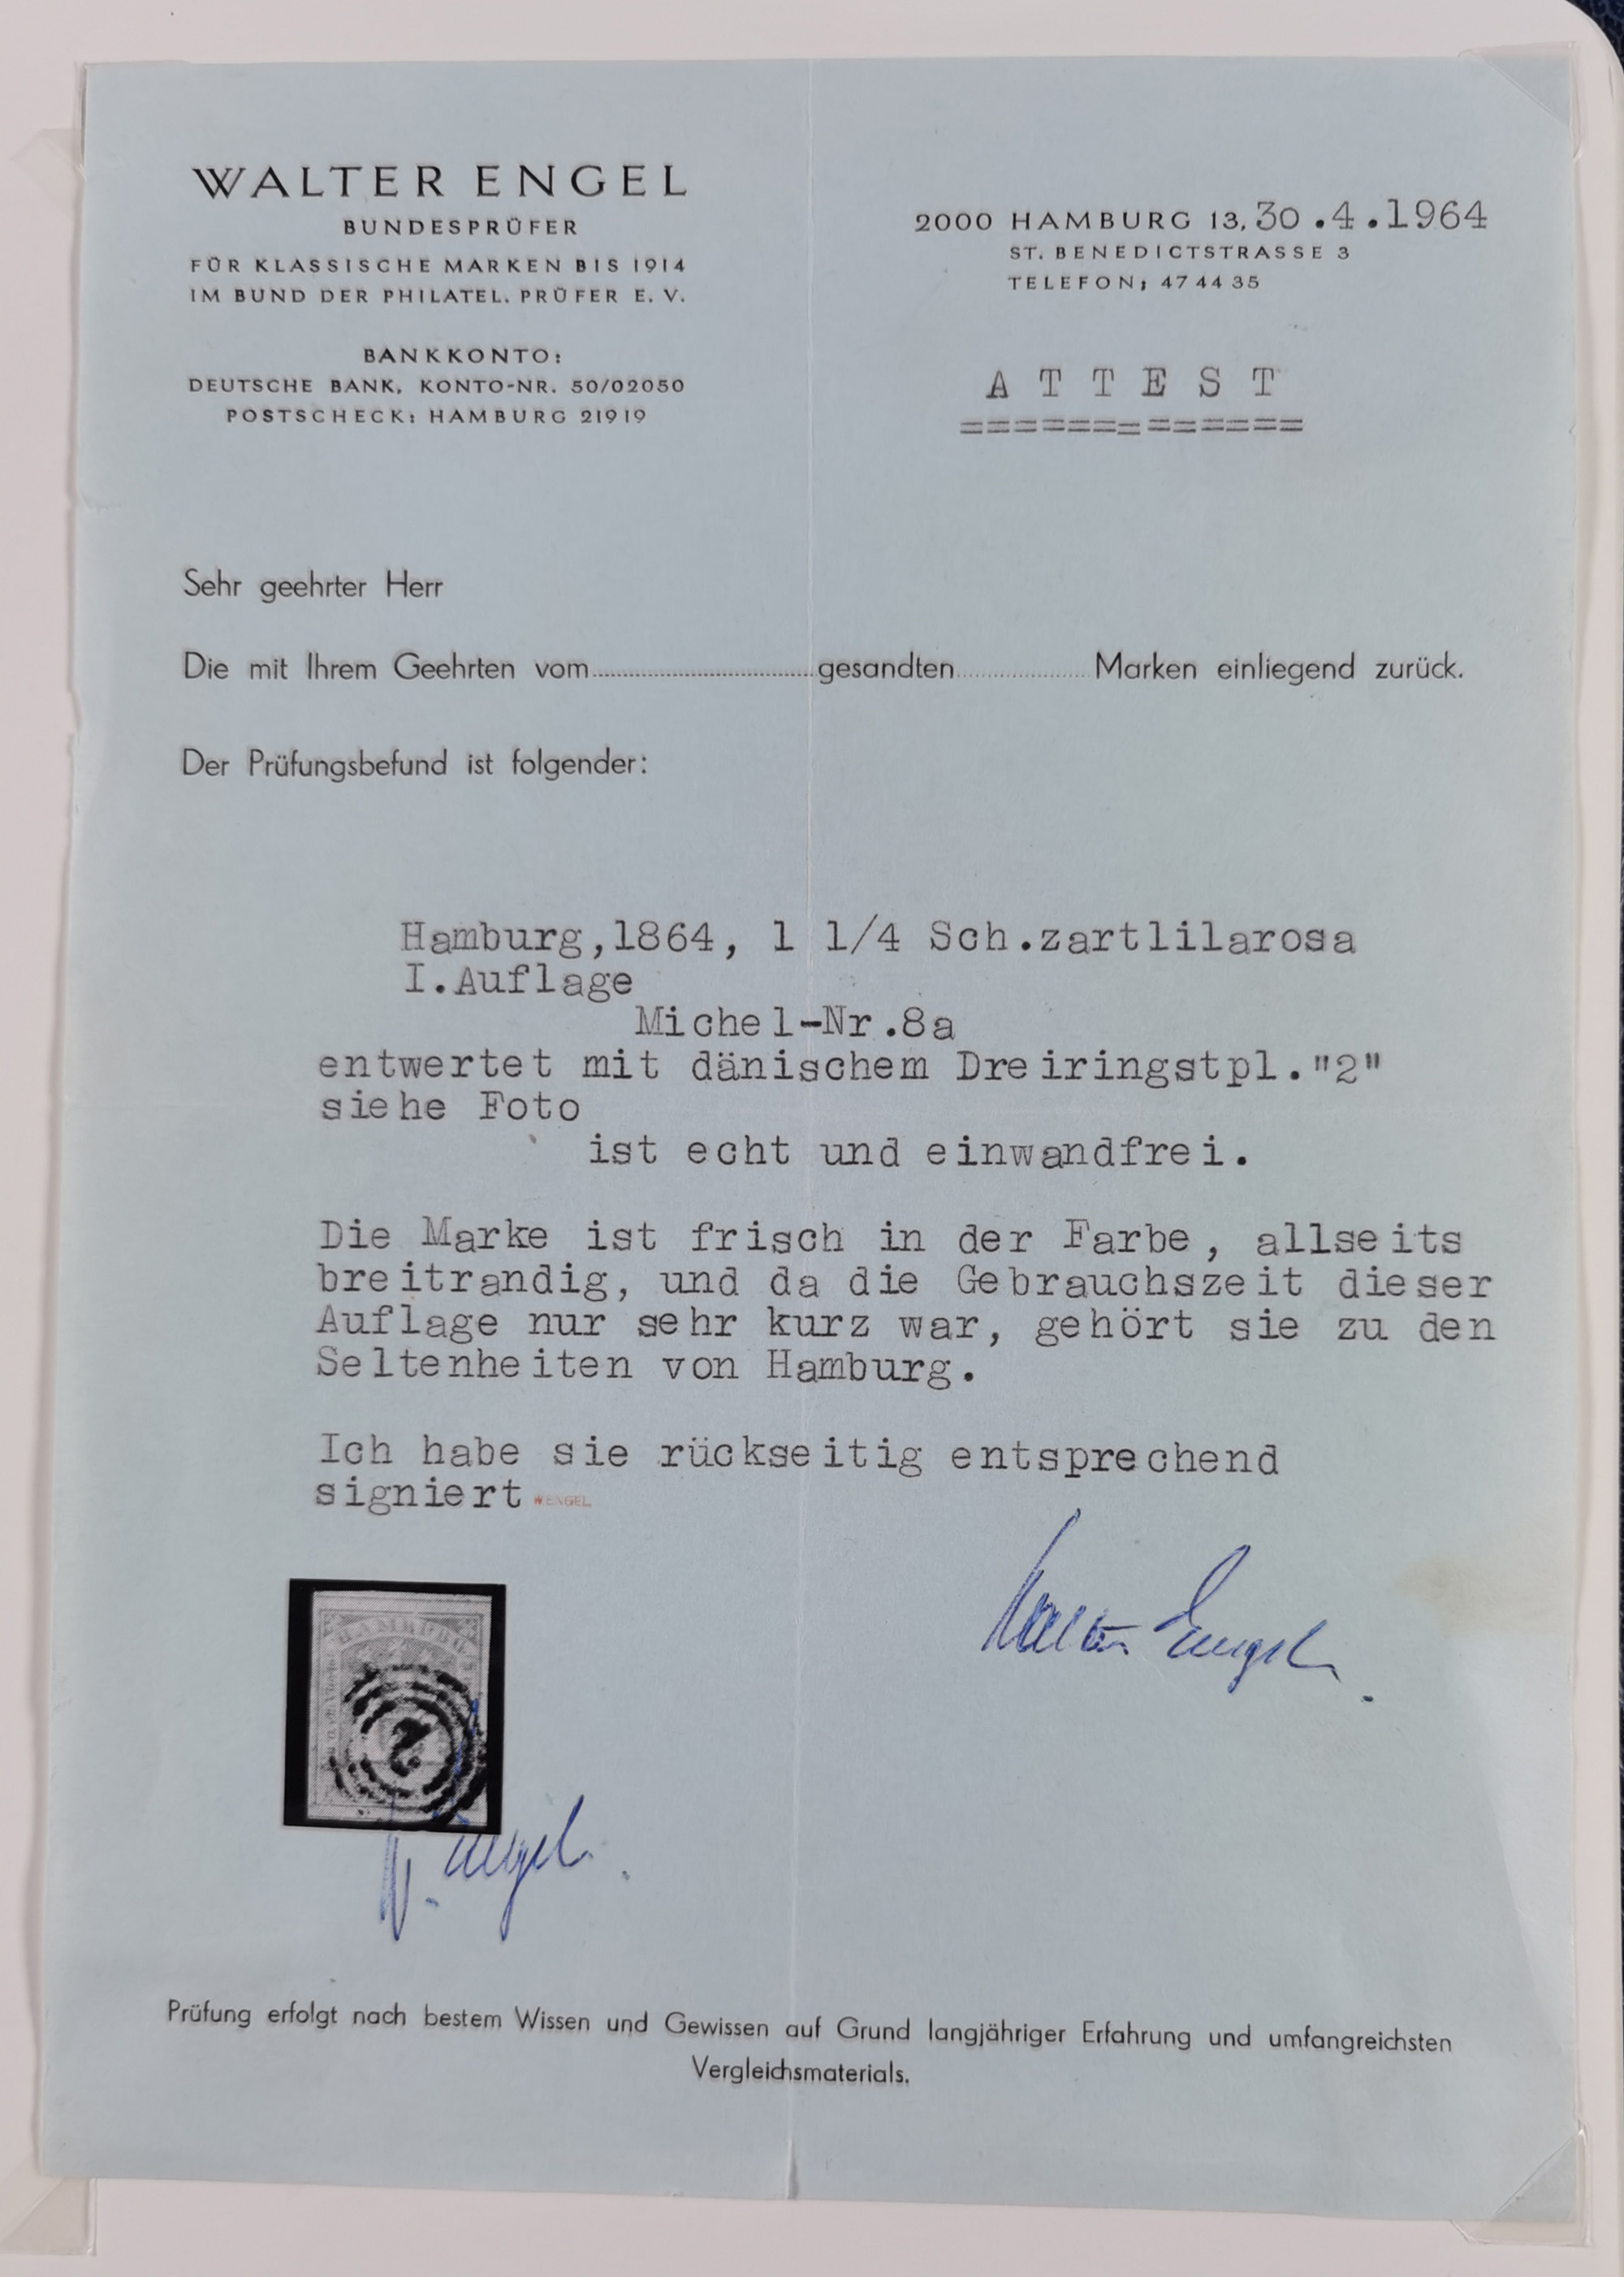 WALTER ENGEL
BUNDESPRÜFER
FÜR KLASSISCHE MARKEN BIS 1914
IM BUND DER PHILATEL. PRÜFER E. V.
BANKKONTO:
DEUTSCHE BANK, KONTO-NR. 50/02050
POSTSCHECK: HAMBURG 21919
2000 HAMBURG 13, 30.4.1964
ST. BENEDICTSTRASSE 3
TELEFON: 47 44 35
A T T E S T
=============
Sehr geehrter Herr
Die mit Ihrem Geehrten vom.......................gesandten.................Marken einliegend zurück.
Der Prüfungsbefund ist folgender:
Hamburg,1864, 1 1/4 Sch.zartlilarosa
I.Auflage
Michel-Nr.8a
entwertet mit dänischem Dreiringstpl."2"
siehe Foto
ist echt und einwandfrei.
Die Marke ist frisch in der Farbe, allseits
breitrandig, und da die Gebrauchszeit dieser
Auflage nur sehr kurz war, gehört sie zu den
Seltenheiten von Hamburg.
Ich habe sie rückseitig entsprechend
signiert W.ENGEL
Walter Engel.
HAMBURG
2
W. Engel.
Prüfung erfolgt nach bestem Wissen und Gewissen auf Grund langjähriger Erfahrung und umfangreichsten
Vergleichsmaterials.